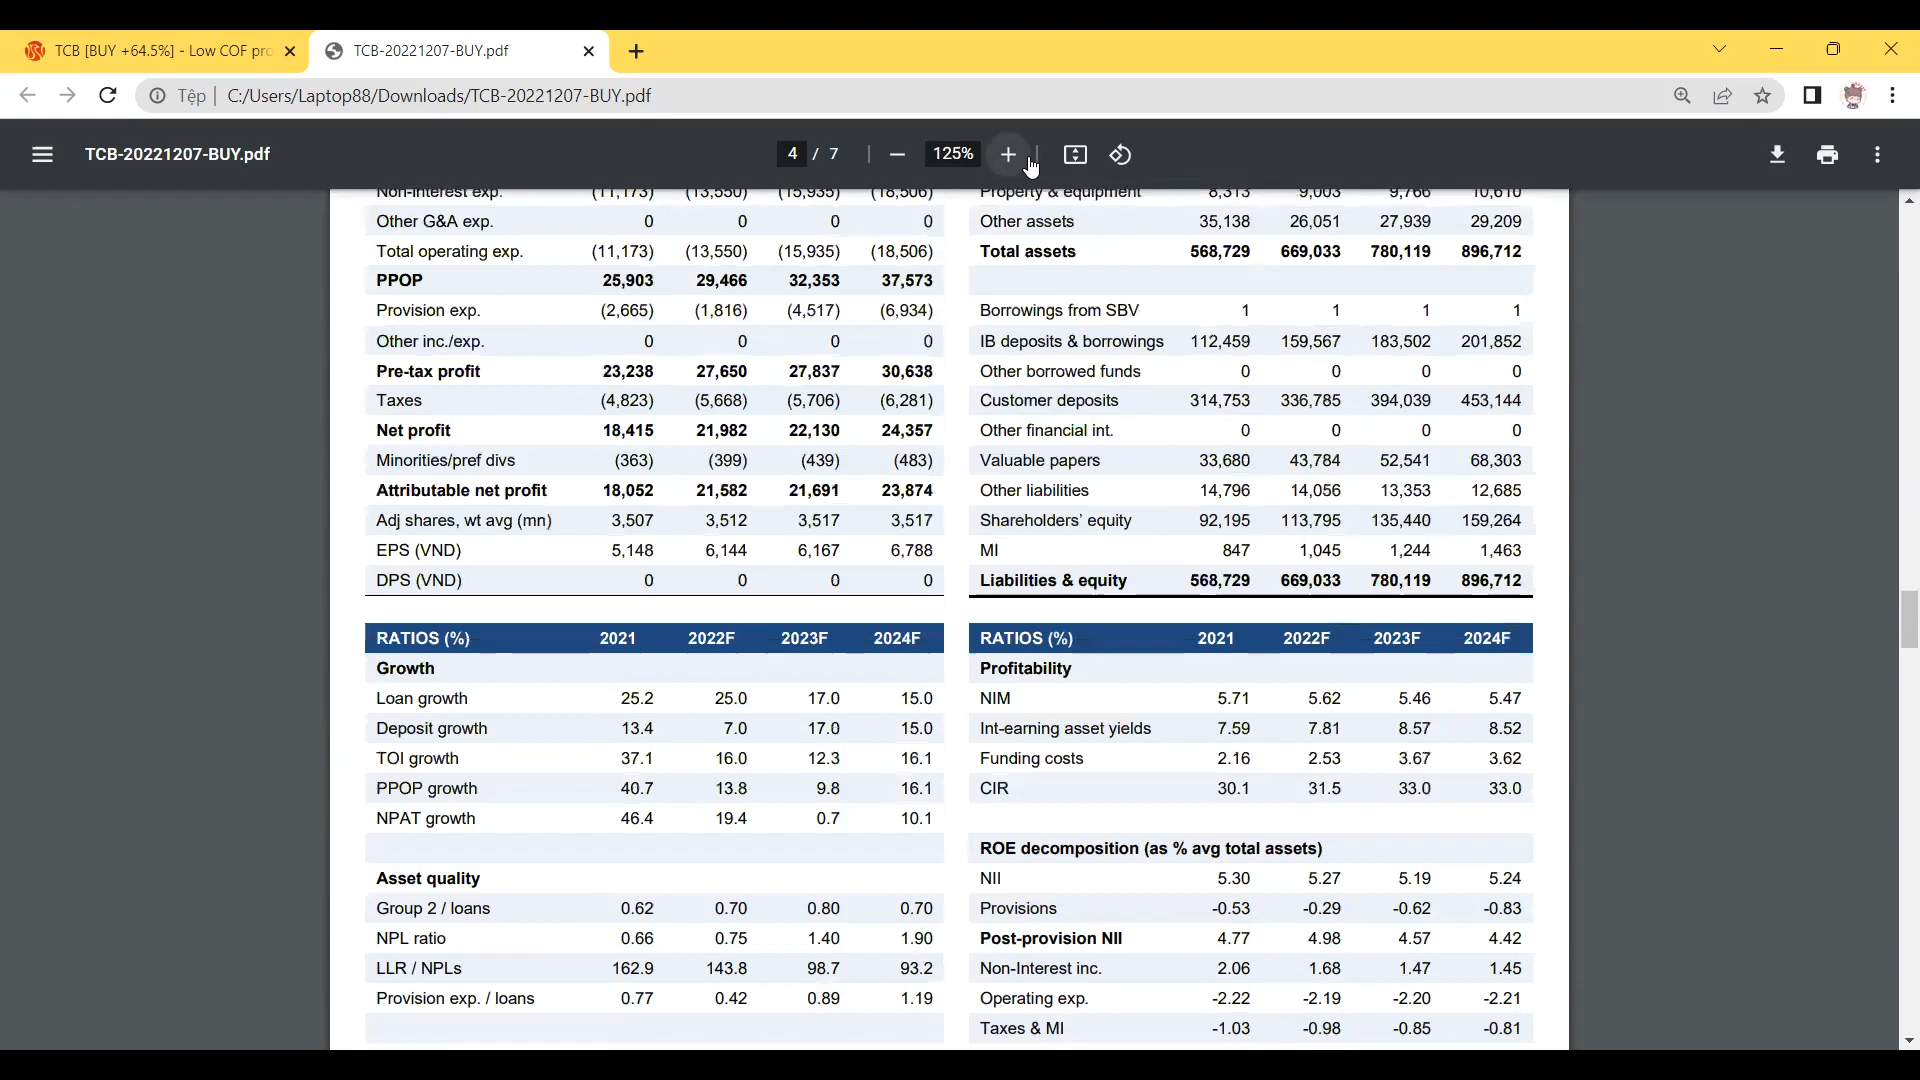 TCB [BUY +64.5%] - Low COF pro
TCB-20221207-BUY.pdf
Tệp | C:/Users/Laptop88/Downloads/TCB-20221207-BUY.pdf
TCB-20221207-BUY.pdf
4 / 7
125%
Non-interest exp. (11,173) (13,550) (15,935) (18,506)
Other G&A exp. 0 0 0 0
Total operating exp. (11,173) (13,550) (15,935) (18,506)
PPOP 25,903 29,466 32,353 37,573
Provision exp. (2,665) (1,816) (4,517) (6,934)
Other inc./exp. 0 0 0 0
Pre-tax profit 23,238 27,650 27,837 30,638
Taxes (4,823) (5,668) (5,706) (6,281)
Net profit 18,415 21,982 22,130 24,357
Minorities/pref divs (363) (399) (439) (483)
Attributable net profit 18,052 21,582 21,691 23,874
Adj shares, wt avg (mn) 3,507 3,512 3,517 3,517
EPS (VND) 5,148 6,144 6,167 6,788
DPS (VND) 0 0 0 0
Property & equipment 8,313 9,003 9,766 10,610
Other assets 35,138 26,051 27,939 29,209
Total assets 568,729 669,033 780,119 896,712
Borrowings from SBV 1 1 1 1
IB deposits & borrowings 112,459 159,567 183,502 201,852
Other borrowed funds 0 0 0 0
Customer deposits 314,753 336,785 394,039 453,144
Other financial int. 0 0 0 0
Valuable papers 33,680 43,784 52,541 68,303
Other liabilities 14,796 14,056 13,353 12,685
Shareholders' equity 92,195 113,795 135,440 159,264
MI 847 1,045 1,244 1,463
Liabilities & equity 568,729 669,033 780,119 896,712
RATIOS (%) 2021 2022F 2023F 2024F
Growth
Loan growth 25.2 25.0 17.0 15.0
Deposit growth 13.4 7.0 17.0 15.0
TOI growth 37.1 16.0 12.3 16.1
PPOP growth 40.7 13.8 9.8 16.1
NPAT growth 46.4 19.4 0.7 10.1
Asset quality
Group 2 / loans 0.62 0.70 0.80 0.70
NPL ratio 0.66 0.75 1.40 1.90
LLR / NPLs 162.9 143.8 98.7 93.2
Provision exp. / loans 0.77 0.42 0.89 1.19
RATIOS (%) 2021 2022F 2023F 2024F
Profitability
NIM 5.71 5.62 5.46 5.47
Int-earning asset yields 7.59 7.81 8.57 8.52
Funding costs 2.16 2.53 3.67 3.62
CIR 30.1 31.5 33.0 33.0
ROE decomposition (as % avg total assets)
NII 5.30 5.27 5.19 5.24
Provisions -0.53 -0.29 -0.62 -0.83
Post-provision NII 4.77 4.98 4.57 4.42
Non-Interest inc. 2.06 1.68 1.47 1.45
Operating exp. -2.22 -2.19 -2.20 -2.21
Taxes & MI -1.03 -0.98 -0.85 -0.81